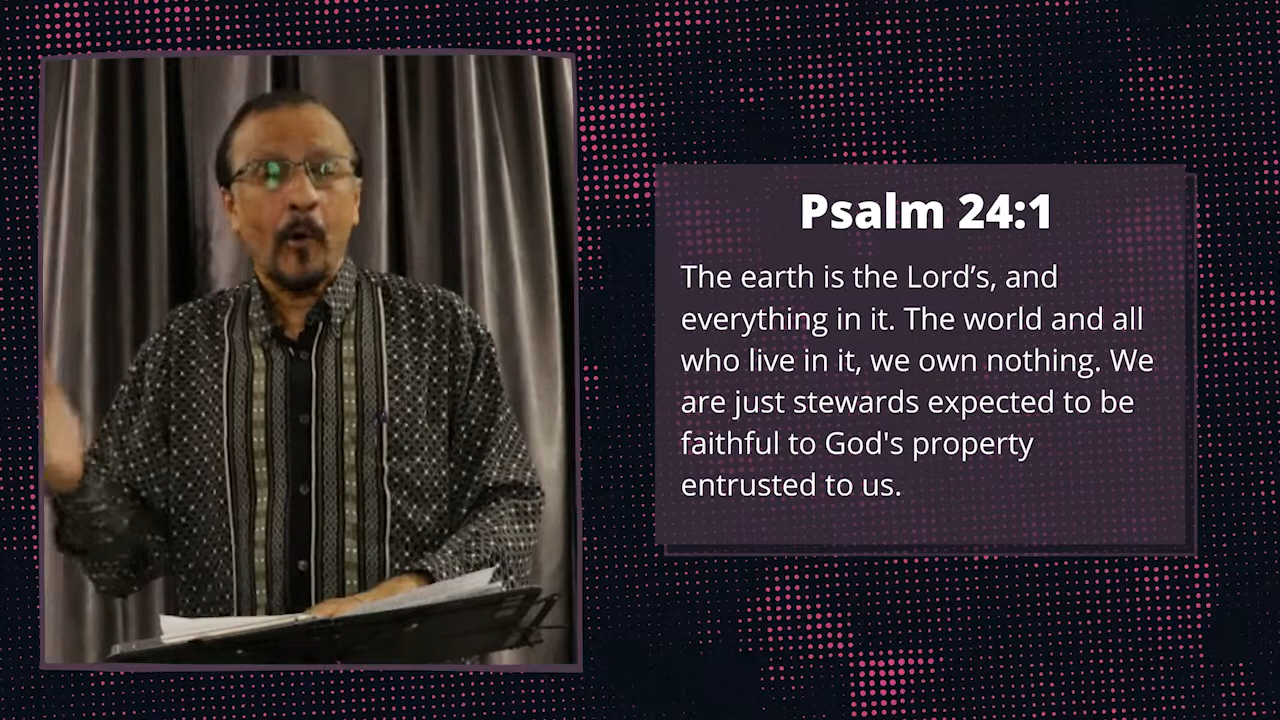 Psalm 24:1
The earth is the Lord’s, and
everything in it. The world and all
who live in it, we own nothing. We
are just stewards expected to be
faithful to God's property
entrusted to us.